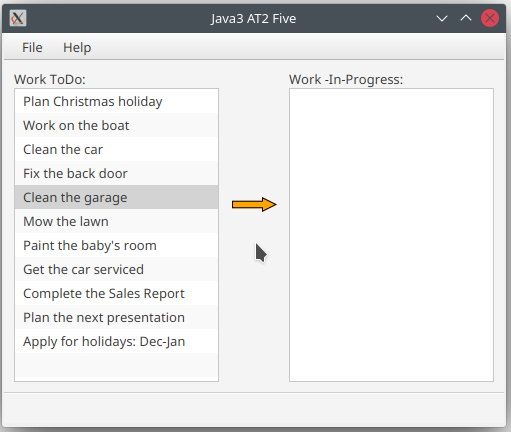 Java3 AT2 Five
File Help
Work ToDo:
Plan Christmas holiday
Work on the boat
Clean the car
Fix the back door
Clean the garage
Mow the lawn
Paint the baby's room
Get the car serviced
Complete the Sales Report
Plan the next presentation
Apply for holidays: Dec-Jan
Work -In-Progress: